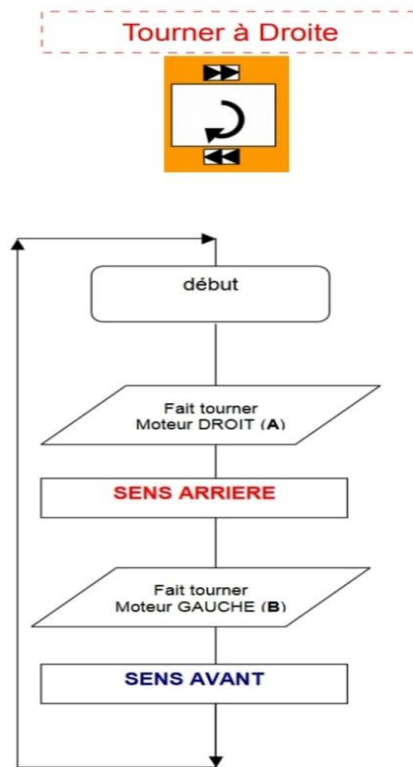 Tourner à Droite
début
Fait tourner
Moteur DROIT (A)
SENS ARRIERE
Fait tourner
Moteur GAUCHE (B)
SENS AVANT